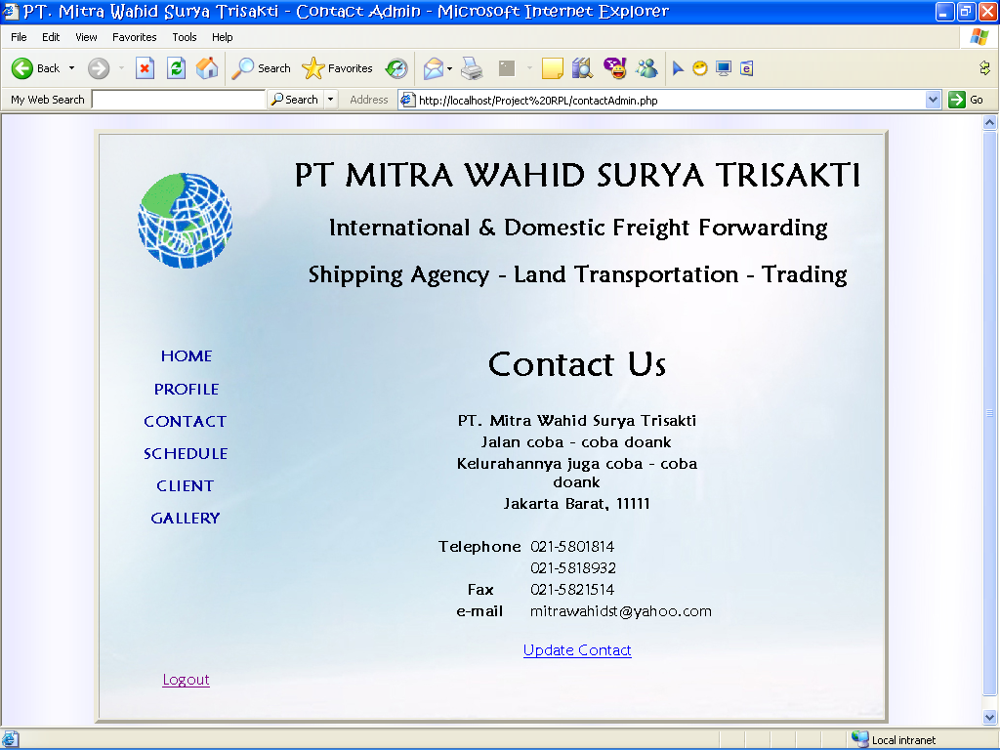 PT. Mitra Wahid Surya Trisakti - Contact Admin - Microsoft Internet Explorer
File Edit View Favorites Tools Help
Back Search Favorites
My Web Search Search Address http://localhost/Project%20RPL/contactAdmin.php Go
PT MITRA WAHID SURYA TRISAKTI
International & Domestic Freight Forwarding
Shipping Agency - Land Transportation - Trading
HOME
PROFILE
CONTACT
SCHEDULE
CLIENT
GALLERY
Logout
Contact Us
PT. Mitra Wahid Surya Trisakti
Jalan coba - coba doank
Kelurahannya juga coba - coba
doank
Jakarta Barat, 11111
Telephone 021-5801814
021-5818932
Fax 021-5821514
e-mail mitrawahidst@yahoo.com
Update Contact
Local intranet